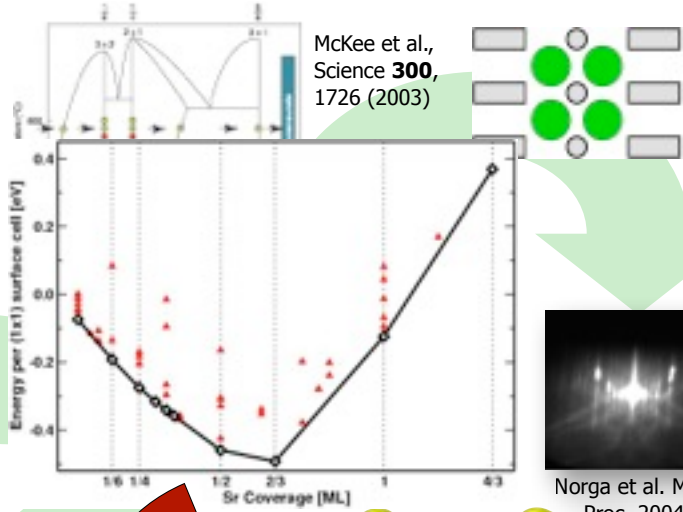 McKee et al.,
Science 300,
1726 (2003)
Energy per (1x1) surface cell [eV]
0.4
0.2
0.0
-0.2
-0.4
1/6 1/4 1/2 2/3 1 4/3
Sr Coverage [ML]
Norga et al. M
Proc. 2004